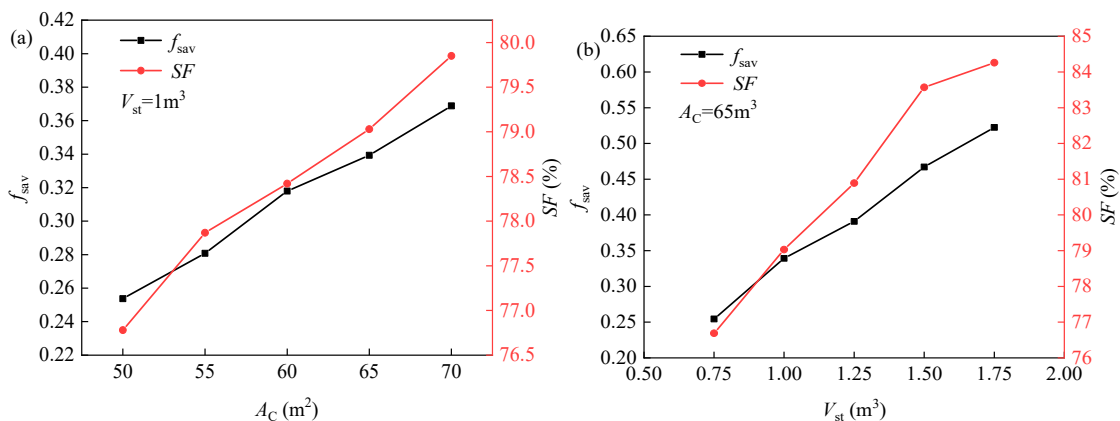 (a)
f_sav
SF
V_st=1m³
0.42
0.40
0.38
0.36
0.34
0.32
0.30
0.28
0.26
0.24
0.22
f_sav
50 55 60 65 70
A_C (m²)
80.0
79.5
79.0
78.5
78.0
77.5
77.0
76.5
SF (%)
(b)
f_sav
SF
A_C=65m³
0.65
0.60
0.55
0.50
0.45
0.40
0.35
0.30
0.25
0.20
f_sav
0.50 0.75 1.00 1.25 1.50 1.75 2.00
V_st (m³)
85
84
83
82
81
80
79
78
77
76
SF (%)